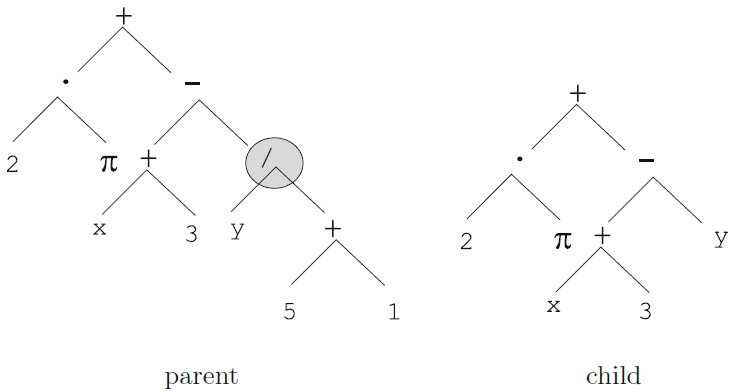 +
· −
2 π + /
x 3 y +
5 1
parent
+
· −
2 π + y
x 3
child